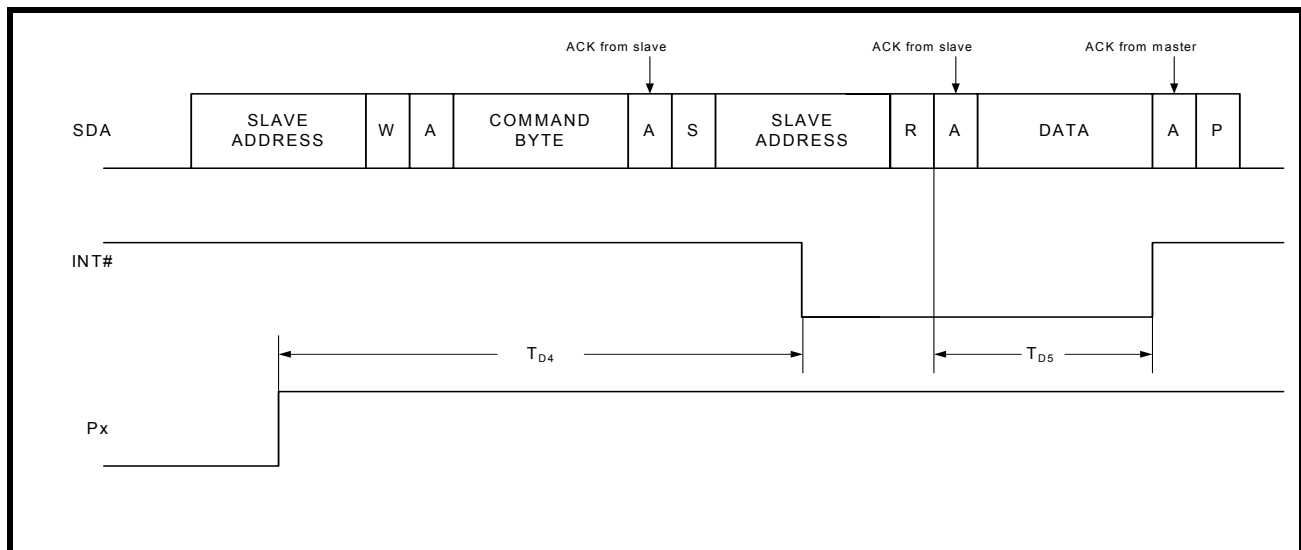 ACK from slave
ACK from slave
ACK from master
SDA
SLAVE
ADDRESS
W
A
COMMAND
BYTE
A
S
SLAVE
ADDRESS
R
A
DATA
A
P
INT#
TD4
TD5
Px